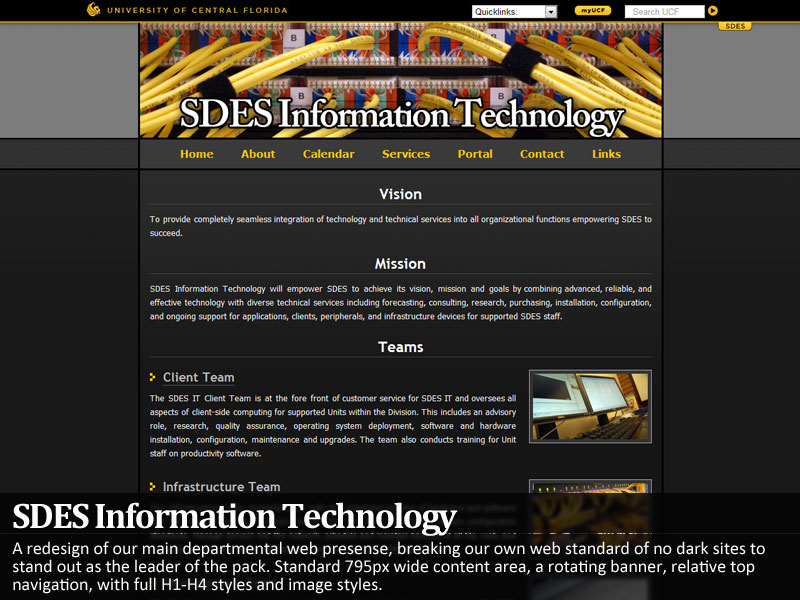 UNIVERSITY OF CENTRAL FLORIDA
Quicklinks:
myUCF
Search UCF
SDES
B
B
B
B
SDES Information Technology
Home About Calendar Services Portal Contact Links
Vision
To provide completely seamless integration of technology and technical services into all organizational functions empowering SDES to
succeed.
Mission
SDES Information Technology will empower SDES to achieve its vision, mission and goals by combining advanced, reliable, and
effective technology with diverse technical services including forecasting, consulting, research, purchasing, installation, configuration,
and ongoing support for applications, clients, peripherals, and infrastructure devices for supported SDES staff.
Teams
Client Team
The SDES IT Client Team is at the fore front of customer service for SDES IT and oversees all
aspects of client-side computing for supported Units within the Division. This includes an advisory
role, research, quality assurance, operating system deployment, software and hardware
installation, configuration, maintenance and upgrades. The team also conducts training for Unit
staff on productivity software.
Infrastructure Team
SDES Information Technology
A redesign of our main departmental web presense, breaking our own web standard of no dark sites to
stand out as the leader of the pack. Standard 795px wide content area, a rotating banner, relative top
navigation, with full H1-H4 styles and image styles.